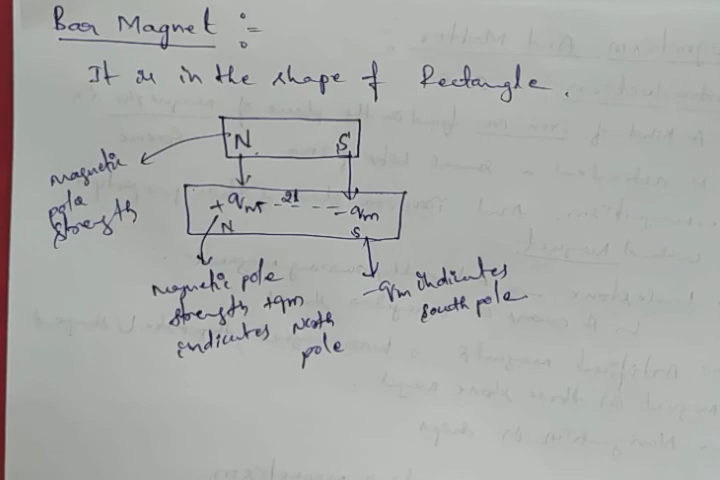 Bar Magnet :=
It is in the shape of Rectangle.
N S
magnetic
pole
strength
+qm - - 2l - - - -qm
N S
magnetic pole
strength +qm
indicates North
pole
-qm indicates
south pole